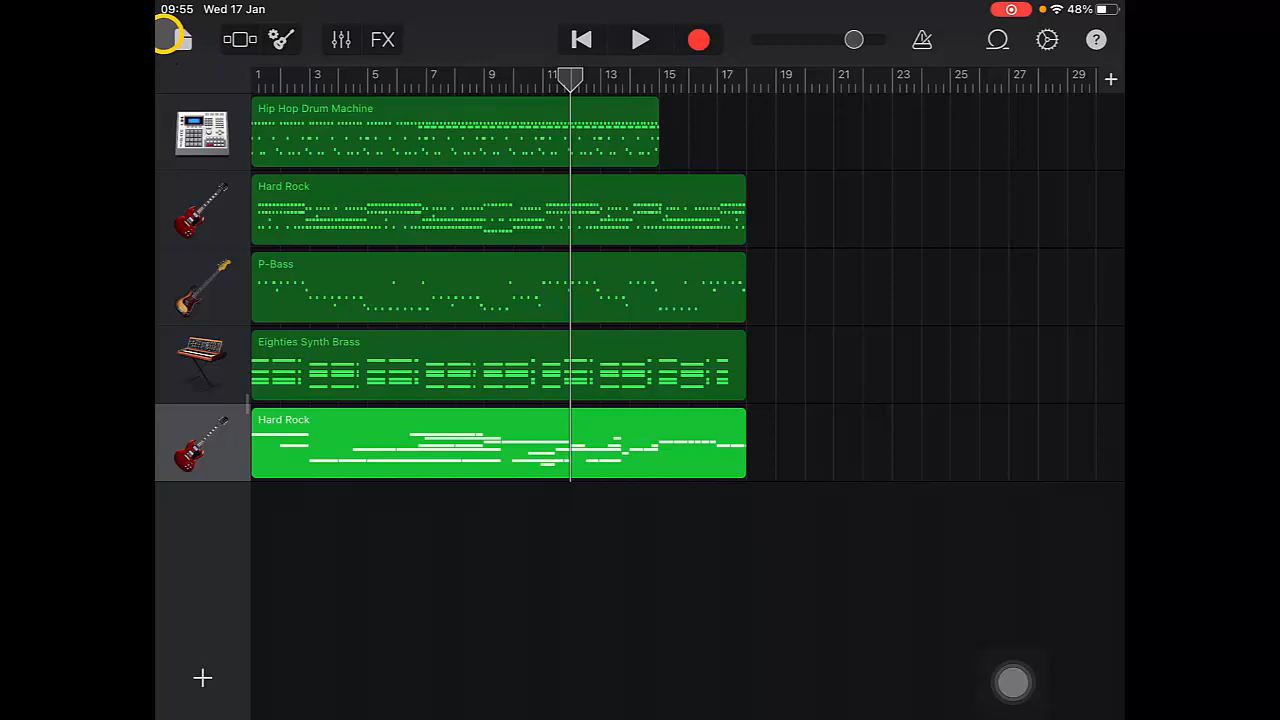 09:55 Wed 17 Jan
48%
FX
1 3 5 7 9 11 13 15 17 19 21 23 25 27 29
Hip Hop Drum Machine
Hard Rock
P-Bass
Eighties Synth Brass
Hard Rock